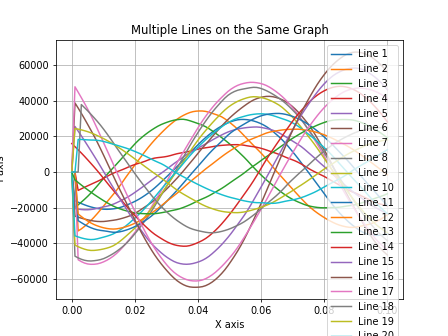 Multiple Lines on the Same Graph
60000
40000
20000
0
−20000
−40000
−60000
0.00
0.02
0.04
0.06
X axis
Line 1
Line 2
Line 3
Line 4
Line 5
Line 6
Line 7
Line 8
Line 9
Line 10
Line 11
Line 12
Line 13
Line 14
Line 15
Line 16
Line 17
Line 18
Line 19
Line 20